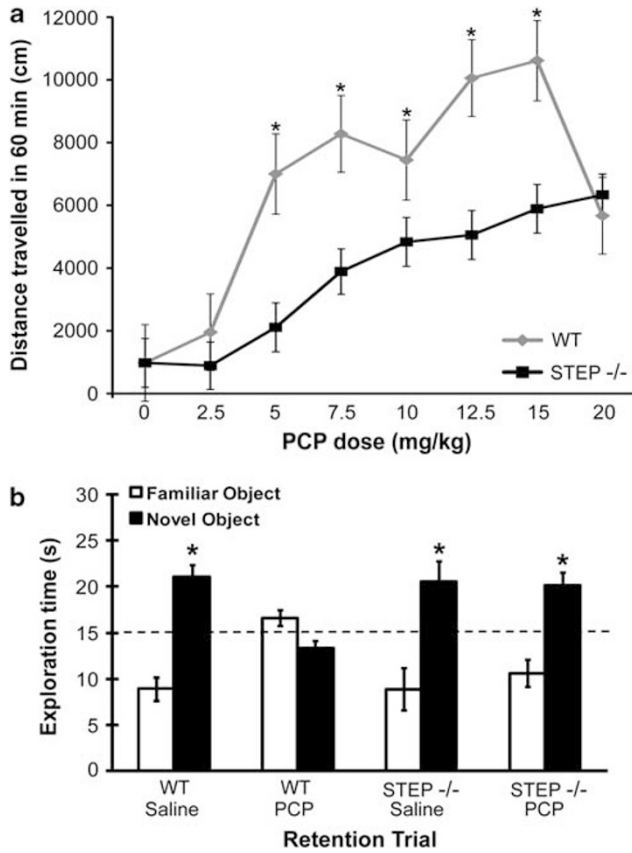 a
Distance travelled in 60 min (cm)
12000
10000
8000
6000
4000
2000
0
* * * * *
WT
STEP -/-
0 2.5 5 7.5 10 12.5 15 20
PCP dose (mg/kg)
b
Familiar Object
Novel Object
Exploration time (s)
30
25
20
15
10
5
0
* * *
WT WT STEP -/- STEP -/-
Saline PCP Saline PCP
Retention Trial